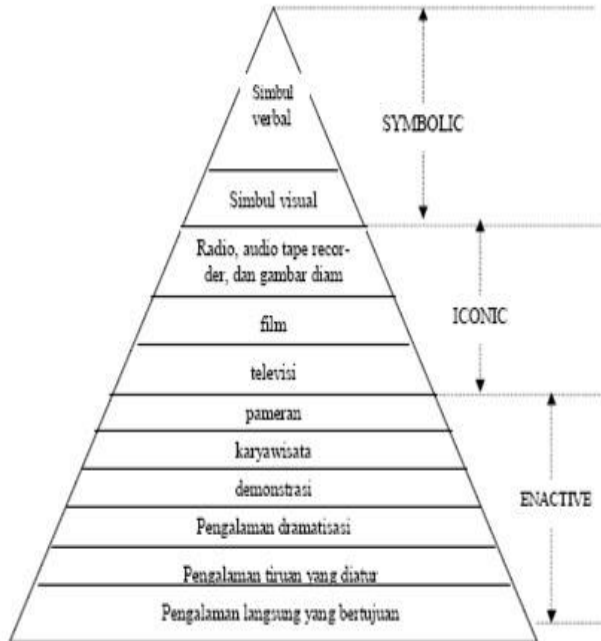 Simbul
verbal
SYMBOLIC
Simbul visual
Radio, audio tape recor-
der, dan gambar diam
film
ICONIC
televisi
pameran
karyawisata
demonstrasi
ENACTIVE
Pengalaman dramatisasi
Pengalaman tiruan yang diatur
Pengalaman langsung yang bertujuan